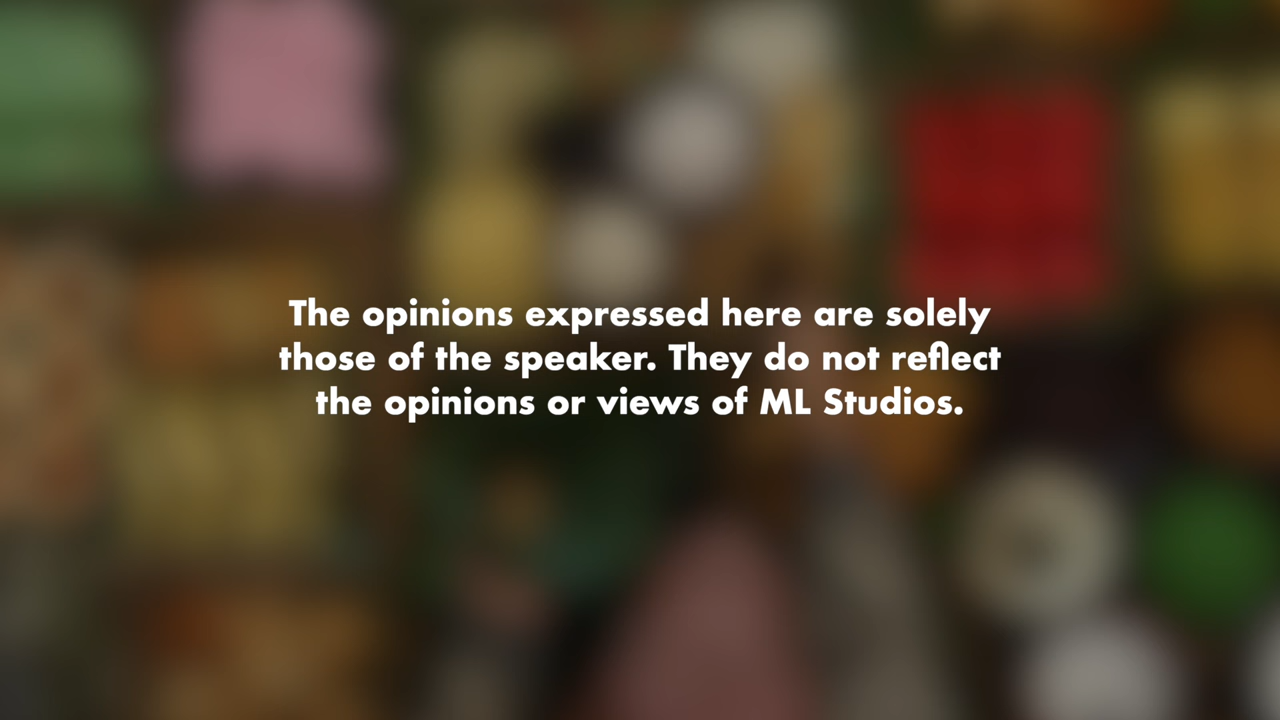 The opinions expressed here are solely
those of the speaker. They do not reflect
the opinions or views of ML Studios.